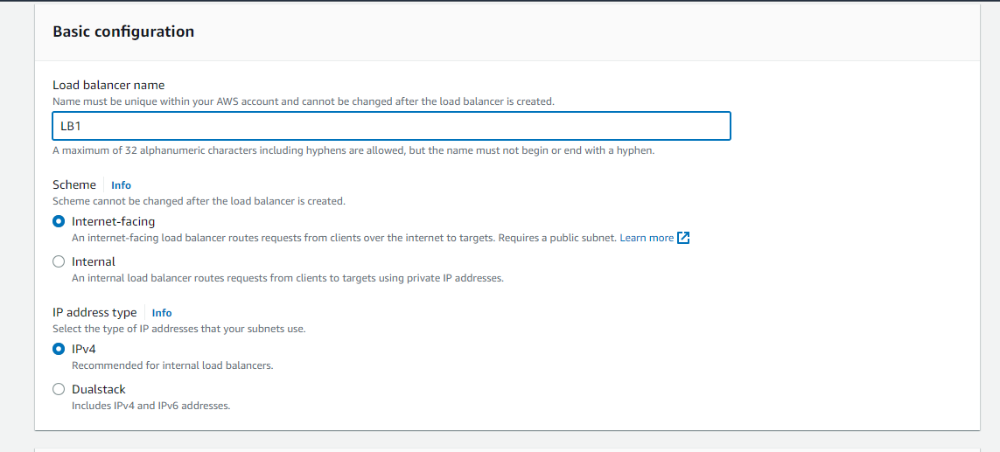 Basic configuration
Load balancer name
Name must be unique within your AWS account and cannot be changed after the load balancer is created.
LB1
A maximum of 32 alphanumeric characters including hyphens are allowed, but the name must not begin or end with a hyphen.
Scheme Info
Scheme cannot be changed after the load balancer is created.
Internet-facing
An internet-facing load balancer routes requests from clients over the internet to targets. Requires a public subnet. Learn more
Internal
An internal load balancer routes requests from clients to targets using private IP addresses.
IP address type Info
Select the type of IP addresses that your subnets use.
IPv4
Recommended for internal load balancers.
Dualstack
Includes IPv4 and IPv6 addresses.